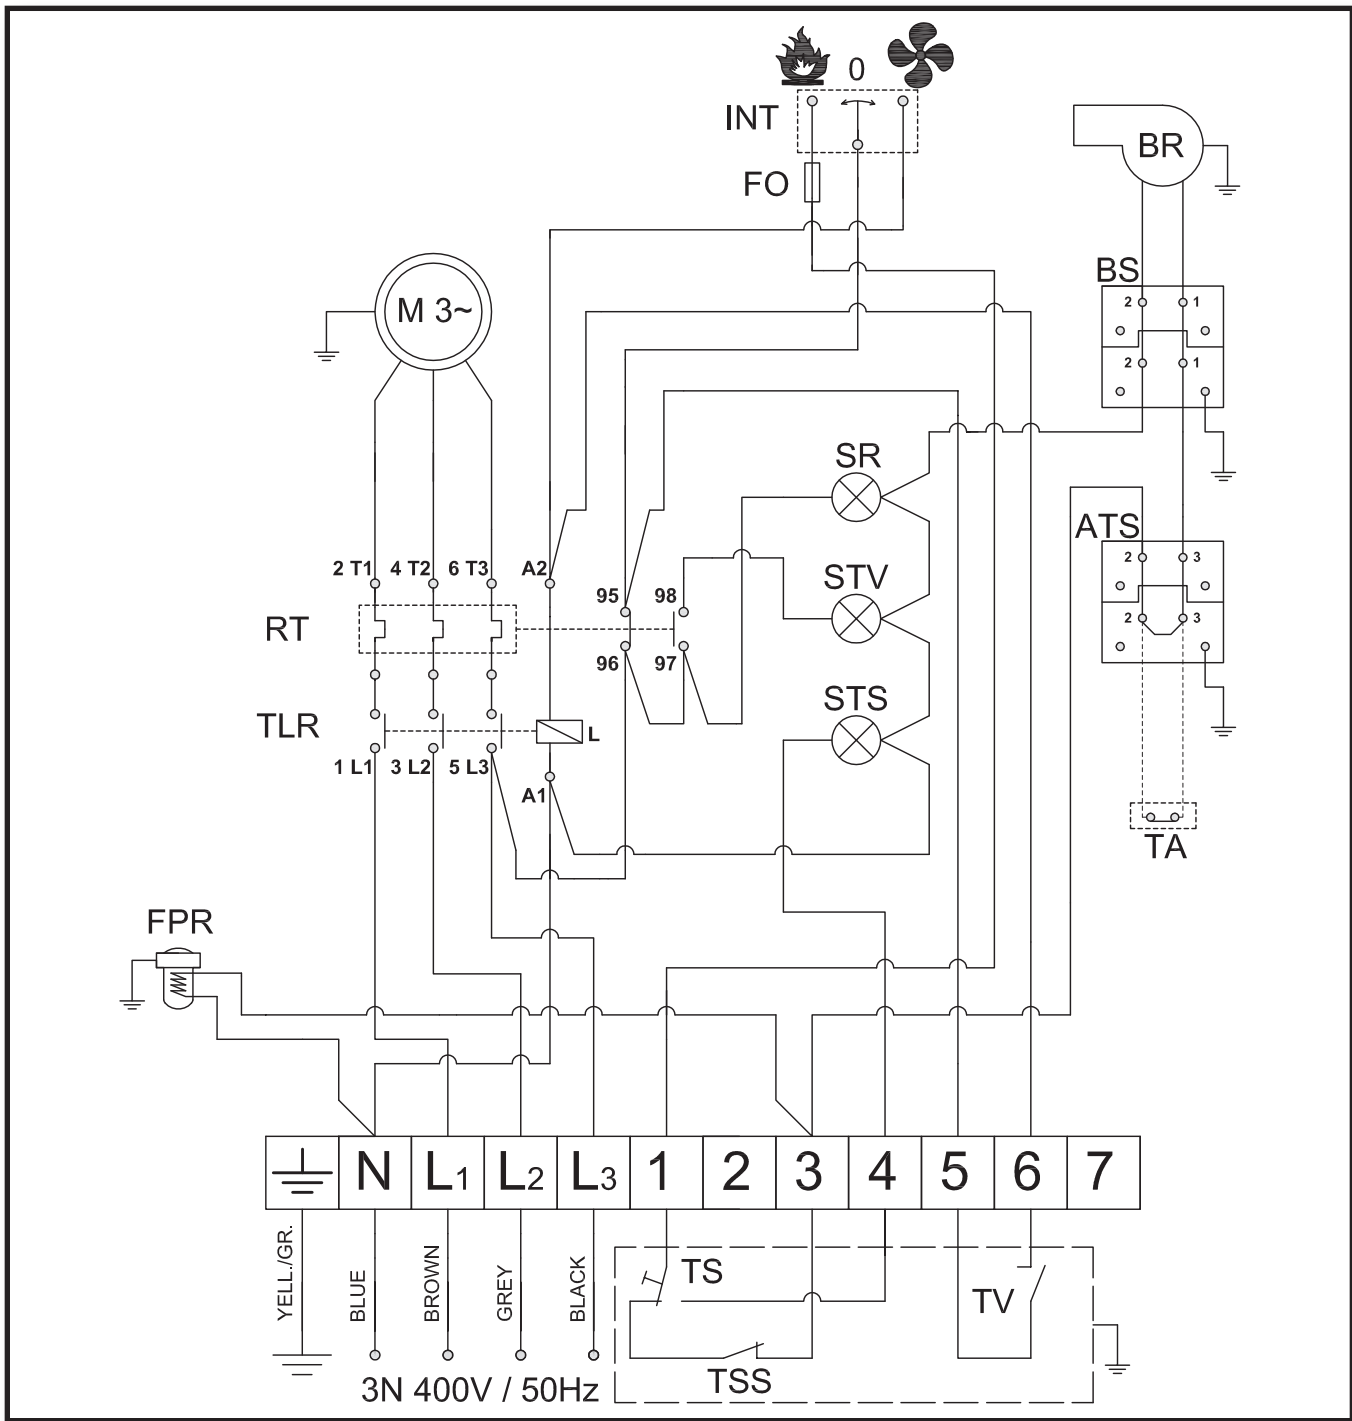 0
INT
FO
BR
BS
2 1
2 1
M 3~
SR
ATS
2 3
2 3
2 T1 4 T2 6 T3 A2
95 98
STV
RT
96 97
STS
TLR
L
1 L1 3 L2 5 L3
A1
TA
FPR
N L1 L2 L3 1 2 3 4 5 6 7
YELL./GR.
BLUE
BROWN
GREY
BLACK
TS
TV
TSS
3N 400V / 50Hz